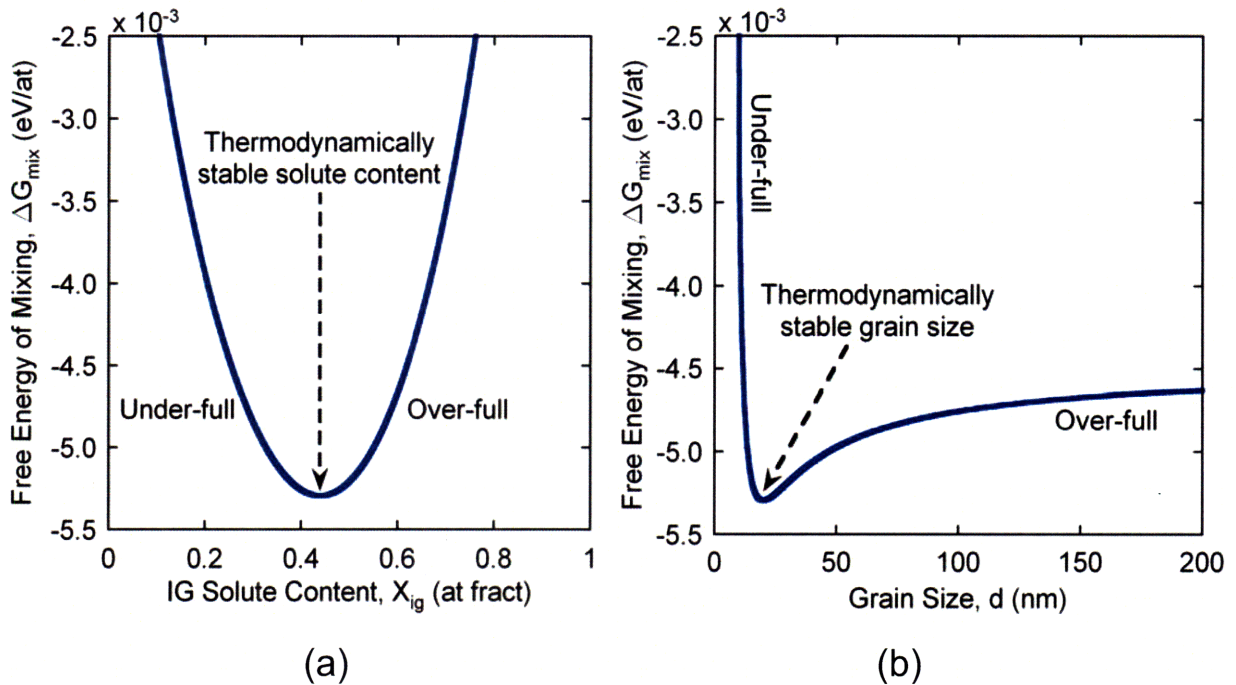 x 10-3
-2.5
-3.0
-3.5
-4.0
-4.5
-5.0
-5.5
Free Energy of Mixing, ΔGmix (eV/at)
Thermodynamically
stable solute content
Under-full
Over-full
0 0.2 0.4 0.6 0.8 1
IG Solute Content, Xig (at fract)
(a)
x 10-3
-2.5
-3.0
-3.5
-4.0
-4.5
-5.0
-5.5
Free Energy of Mixing, ΔGmix (eV/at)
Under-full
Thermodynamically
stable grain size
Over-full
0 50 100 150 200
Grain Size, d (nm)
(b)